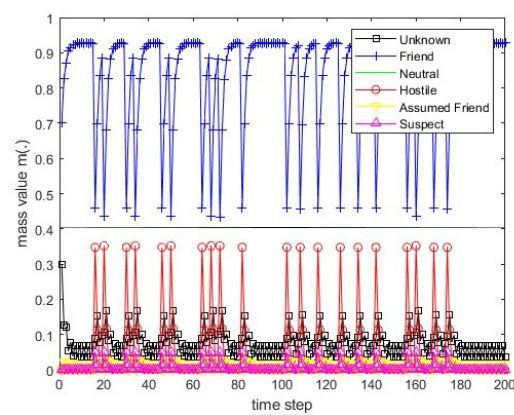 1
0.9
0.8
0.7
0.6
0.5
0.4
0.3
0.2
0.1
0
mass value m(.)
Unknown
Friend
Neutral
Hostile
Assumed Friend
Suspect
0 20 40 60 80 100 120 140 160 180 200
time step